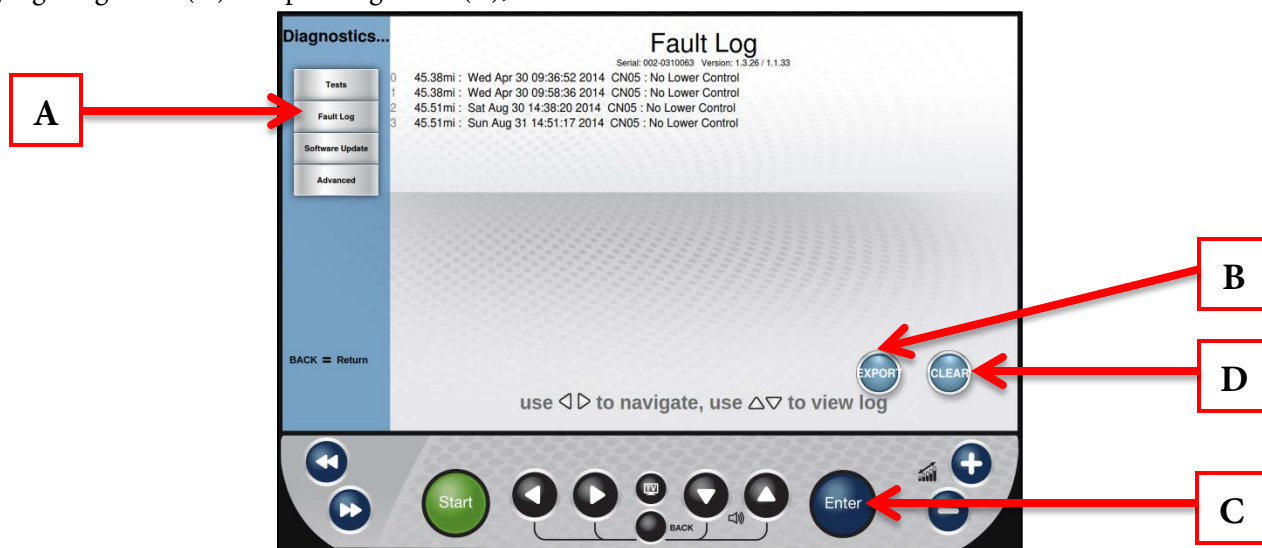 Diagnostics...
Fault Log
Serial: 002-0310063 Version: 1.3.26 / 1.1.33
Tests
Fault Log
Software Update
Advanced
0 45.38mi : Wed Apr 30 09:36:52 2014 CN05 : No Lower Control
1 45.38mi : Wed Apr 30 09:58:36 2014 CN05 : No Lower Control
2 45.51mi : Sat Aug 30 14:38:20 2014 CN05 : No Lower Control
3 45.51mi : Sun Aug 31 14:51:17 2014 CN05 : No Lower Control
A
B
BACK = Return
EXPORT
CLEAR
D
use ◁ ▷ to navigate, use △▽ to view log
Start
TV
BACK
Enter
C